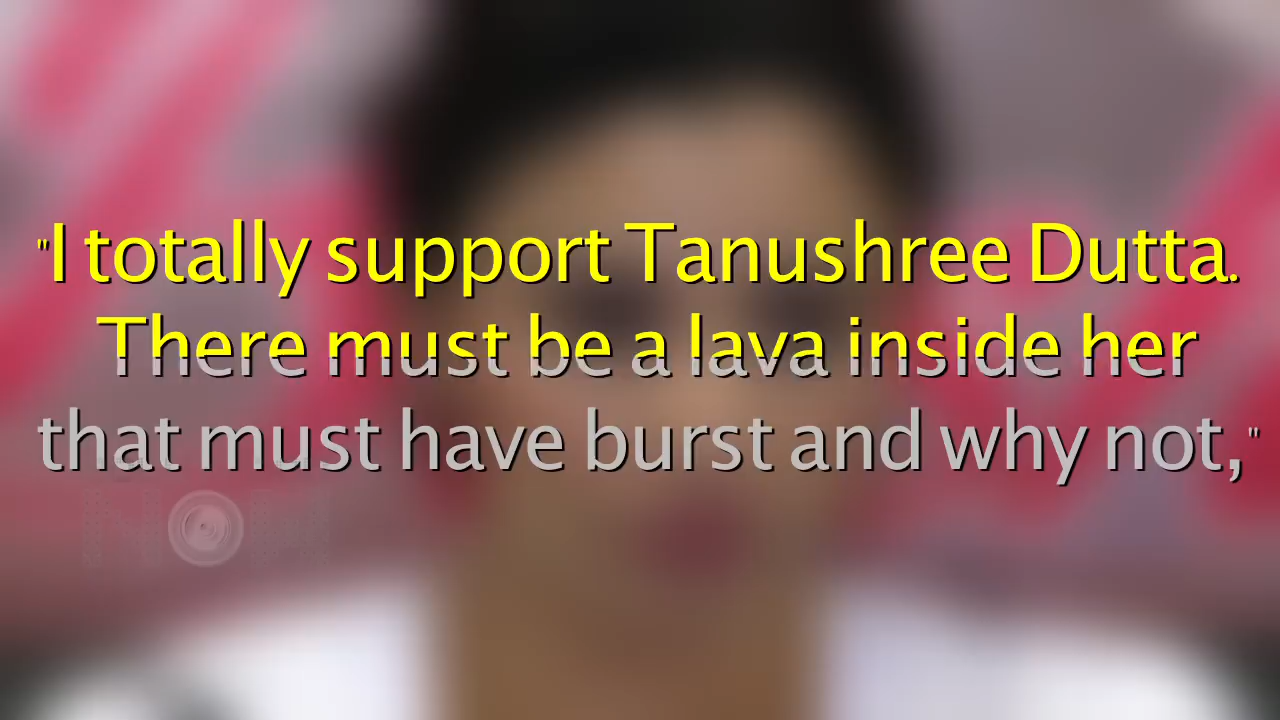 "I totally support Tanushree Dutta.
There must be a lava inside her
that must have burst and why not,"